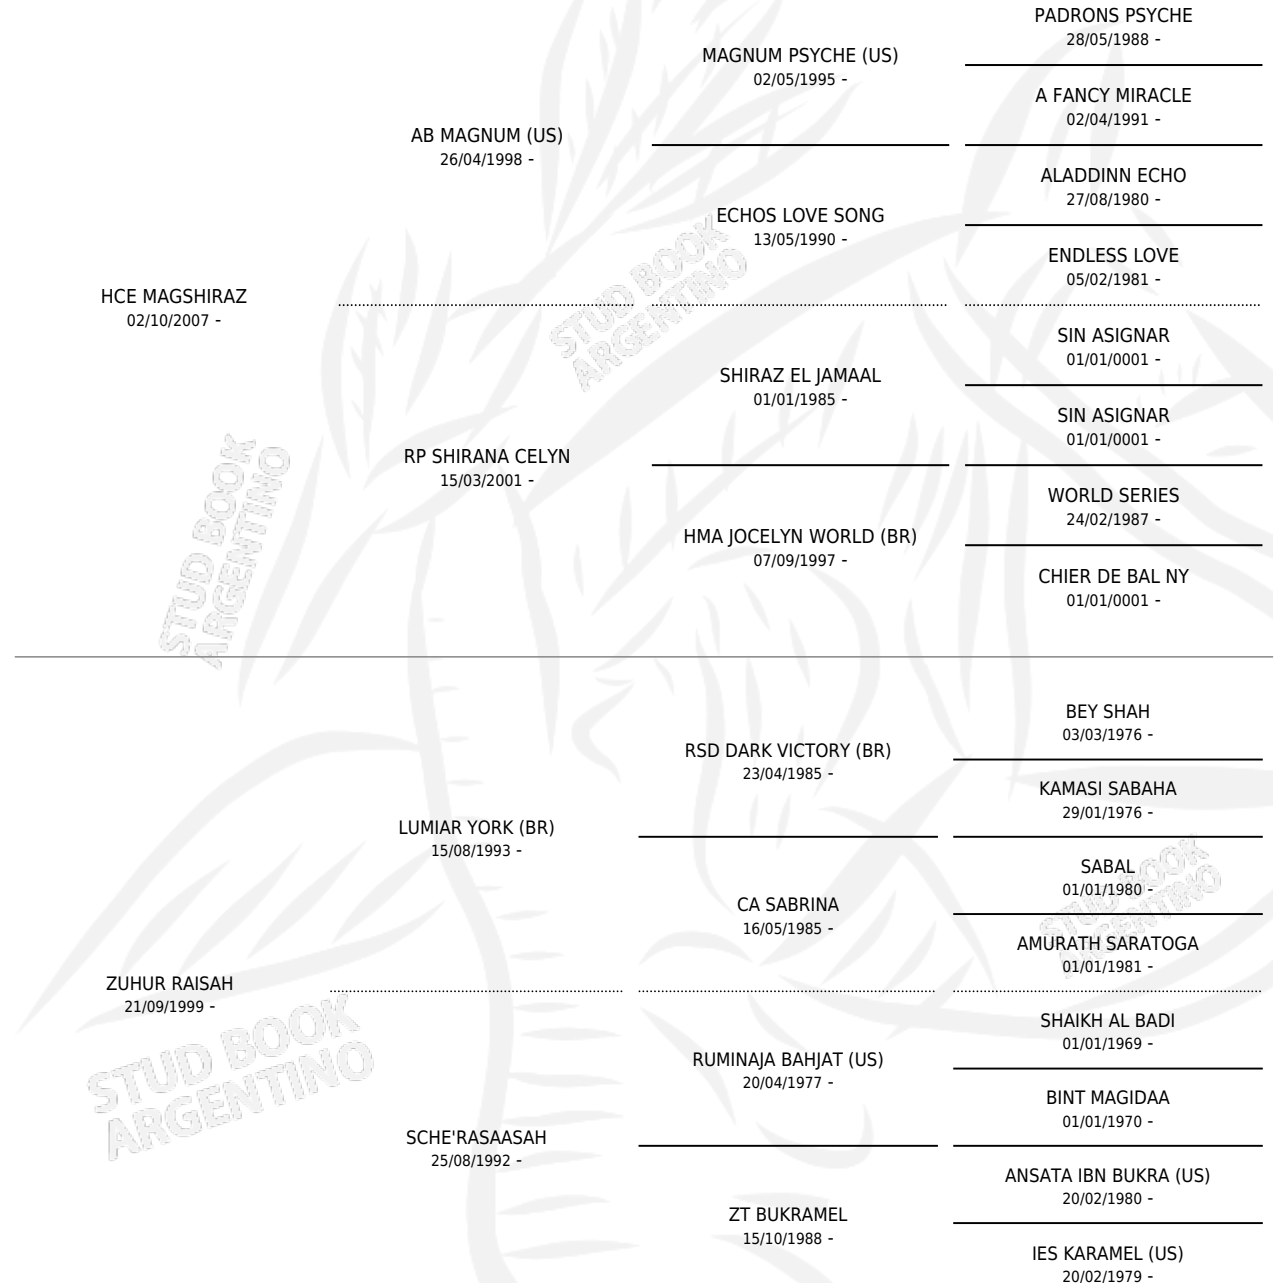 PADRONS PSYCHE
28/05/1988 -
MAGNUM PSYCHE (US)
02/05/1995 -
A FANCY MIRACLE
02/04/1991 -
AB MAGNUM (US)
26/04/1998 -
ALADDINN ECHO
27/08/1980 -
ECHOS LOVE SONG
13/05/1990 -
ENDLESS LOVE
05/02/1981 -
HCE MAGSHIRAZ
02/10/2007 -
SIN ASIGNAR
01/01/0001 -
SHIRAZ EL JAMAAL
01/01/1985 -
SIN ASIGNAR
01/01/0001 -
RP SHIRANA CELYN
15/03/2001 -
WORLD SERIES
24/02/1987 -
HMA JOCELYN WORLD (BR)
07/09/1997 -
CHIER DE BAL NY
01/01/0001 -
BEY SHAH
03/03/1976 -
RSD DARK VICTORY (BR)
23/04/1985 -
KAMASI SABAHA
29/01/1976 -
LUMIAR YORK (BR)
15/08/1993 -
SABAL
01/01/1980 -
CA SABRINA
16/05/1985 -
AMURATH SARATOGA
01/01/1981 -
ZUHUR RAISAH
21/09/1999 -
SHAIKH AL BADI
01/01/1969 -
RUMINAJA BAHJAT (US)
20/04/1977 -
BINT MAGIDAA
01/01/1970 -
SCHE'RASAASAH
25/08/1992 -
ANSATA IBN BUKRA (US)
20/02/1980 -
ZT BUKRAMEL
15/10/1988 -
IES KARAMEL (US)
20/02/1979 -
STUD BOOK
ARGENTINO
STUD BOOK
ARGENTINO
STUD BOOK
ARGENTINO
STUD BOOK
ARGENTINO